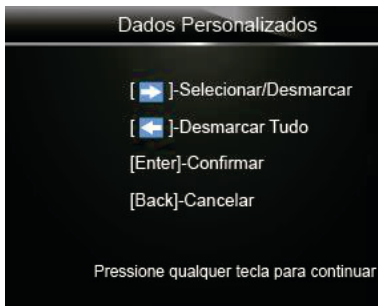 Dados Personalizados
[➡]-Selecionar/Desmarcar
[⬅]-Desmarcar Tudo
[Enter]-Confirmar
[Back]-Cancelar
Pressione qualquer tecla para continuar